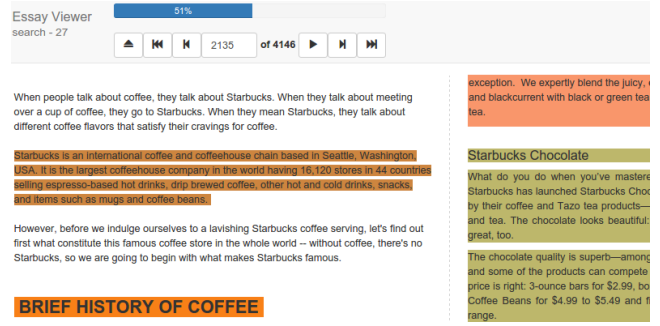 Essay Viewer
search - 27
51%
2135 of 4146
When people talk about coffee, they talk about Starbucks. When they talk about meeting
over a cup of coffee, they go to Starbucks. When they mean Starbucks, they talk about
different coffee flavors that satisfy their cravings for coffee.
Starbucks is an international coffee and coffeehouse chain based in Seattle, Washington,
USA. It is the largest coffeehouse company in the world having 16,120 stores in 44 countries
selling espresso-based hot drinks, drip brewed coffee, other hot and cold drinks, snacks,
and items such as mugs and coffee beans.
However, before we indulge ourselves to a lavishing Starbucks coffee serving, let's find out
first what constitute this famous coffee store in the whole world -- without coffee, there's no
Starbucks, so we are going to begin with what makes Starbucks famous.
BRIEF HISTORY OF COFFEE
exception. We expertly blend the juicy,
and blackcurrant with black or green tea
tea.
Starbucks Chocolate
What do you do when you've mastere
Starbucks has launched Starbucks Choc
by their coffee and Tazo tea products—
and tea. The chocolate looks beautiful:
great, too.
The chocolate quality is superb—among
and some of the products can compete
price is right: 3-ounce bars for $2.99, bo
Coffee Beans for $4.99 to $5.49 and f
range.